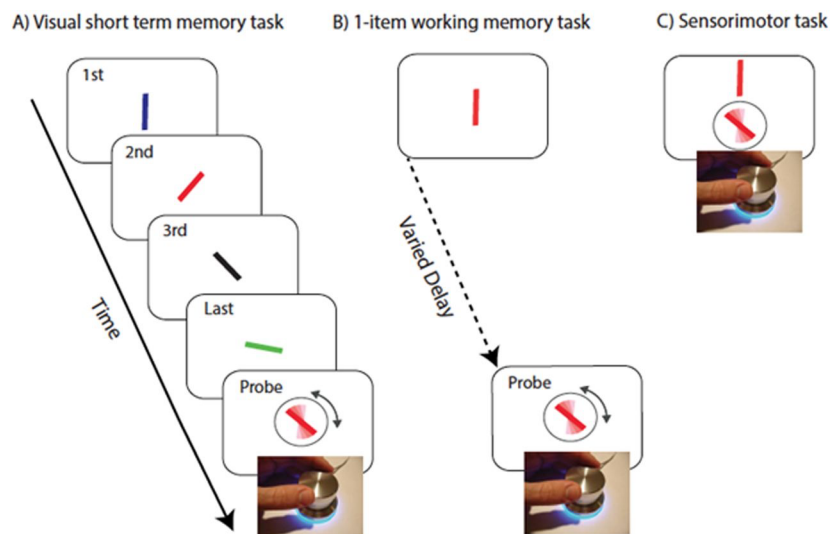 A) Visual short term memory task
1st
2nd
3rd
Last
Probe
Time
B) 1-item working memory task
Varied Delay
Probe
C) Sensorimotor task